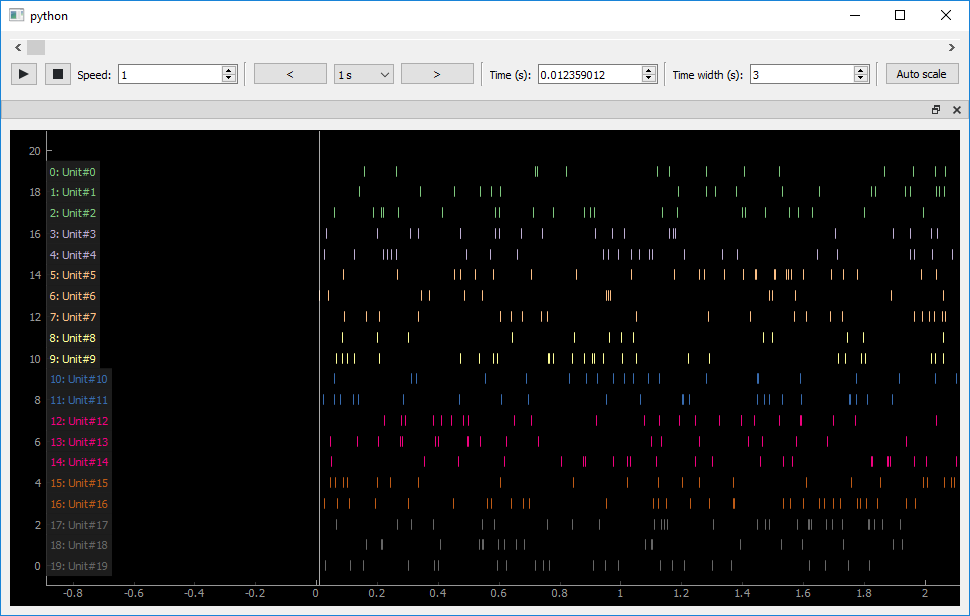 python
< >
Speed: 1 < 1 s > Time (s): 0.012359012 Time width (s): 3 Auto scale
20
0: Unit#0
18 1: Unit#1
2: Unit#2
16 3: Unit#3
4: Unit#4
14 5: Unit#5
6: Unit#6
12 7: Unit#7
8: Unit#8
10 9: Unit#9
10: Unit#10
8 11: Unit#11
12: Unit#12
6 13: Unit#13
14: Unit#14
4 15: Unit#15
16: Unit#16
2 17: Unit#17
18: Unit#18
0 19: Unit#19
-0.8 -0.6 -0.4 -0.2 0 0.2 0.4 0.6 0.8 1 1.2 1.4 1.6 1.8 2